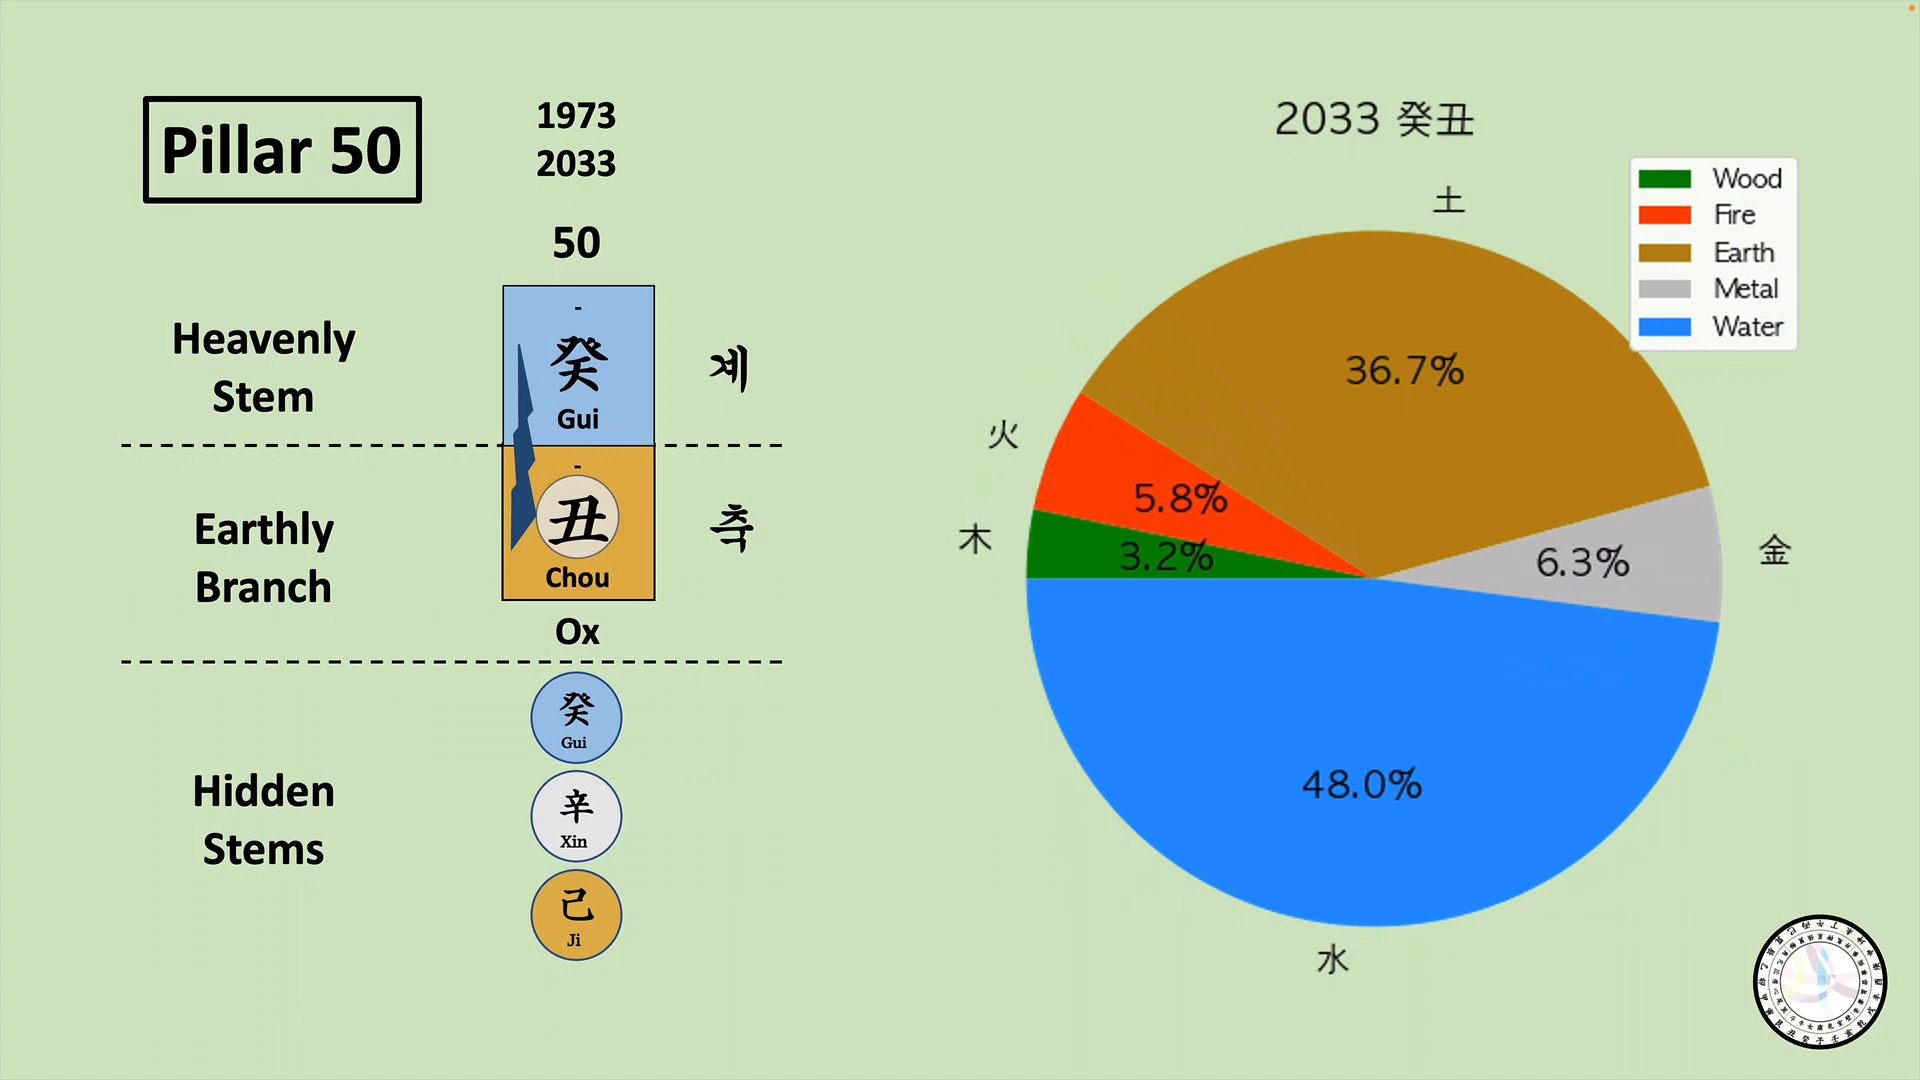 Pillar 50
1973
2033
50
Heavenly
Stem
-
癸
Gui
계
Earthly
Branch
-
丑
Chou
축
Ox
Hidden
Stems
癸
Gui
辛
Xin
己
Ji
2033 癸丑
Wood
Fire
Earth
Metal
Water
土
36.7%
火
5.8%
木
3.2%
金
6.3%
48.0%
水